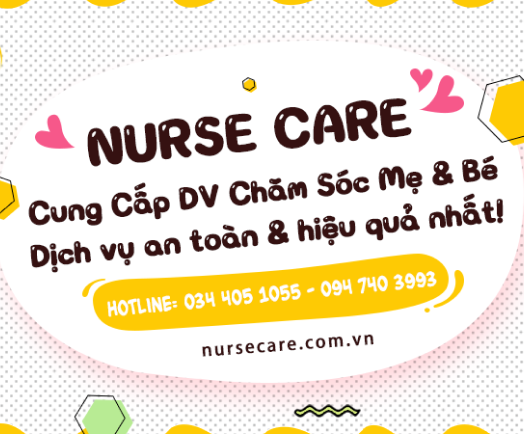 NURSE CARE
Cung Cấp DV Chăm Sóc Mẹ & Bé
Dịch vụ an toàn & hiệu quả nhất!
HOTLINE: 034 405 1055 - 094 740 3993
nursecare.com.vn